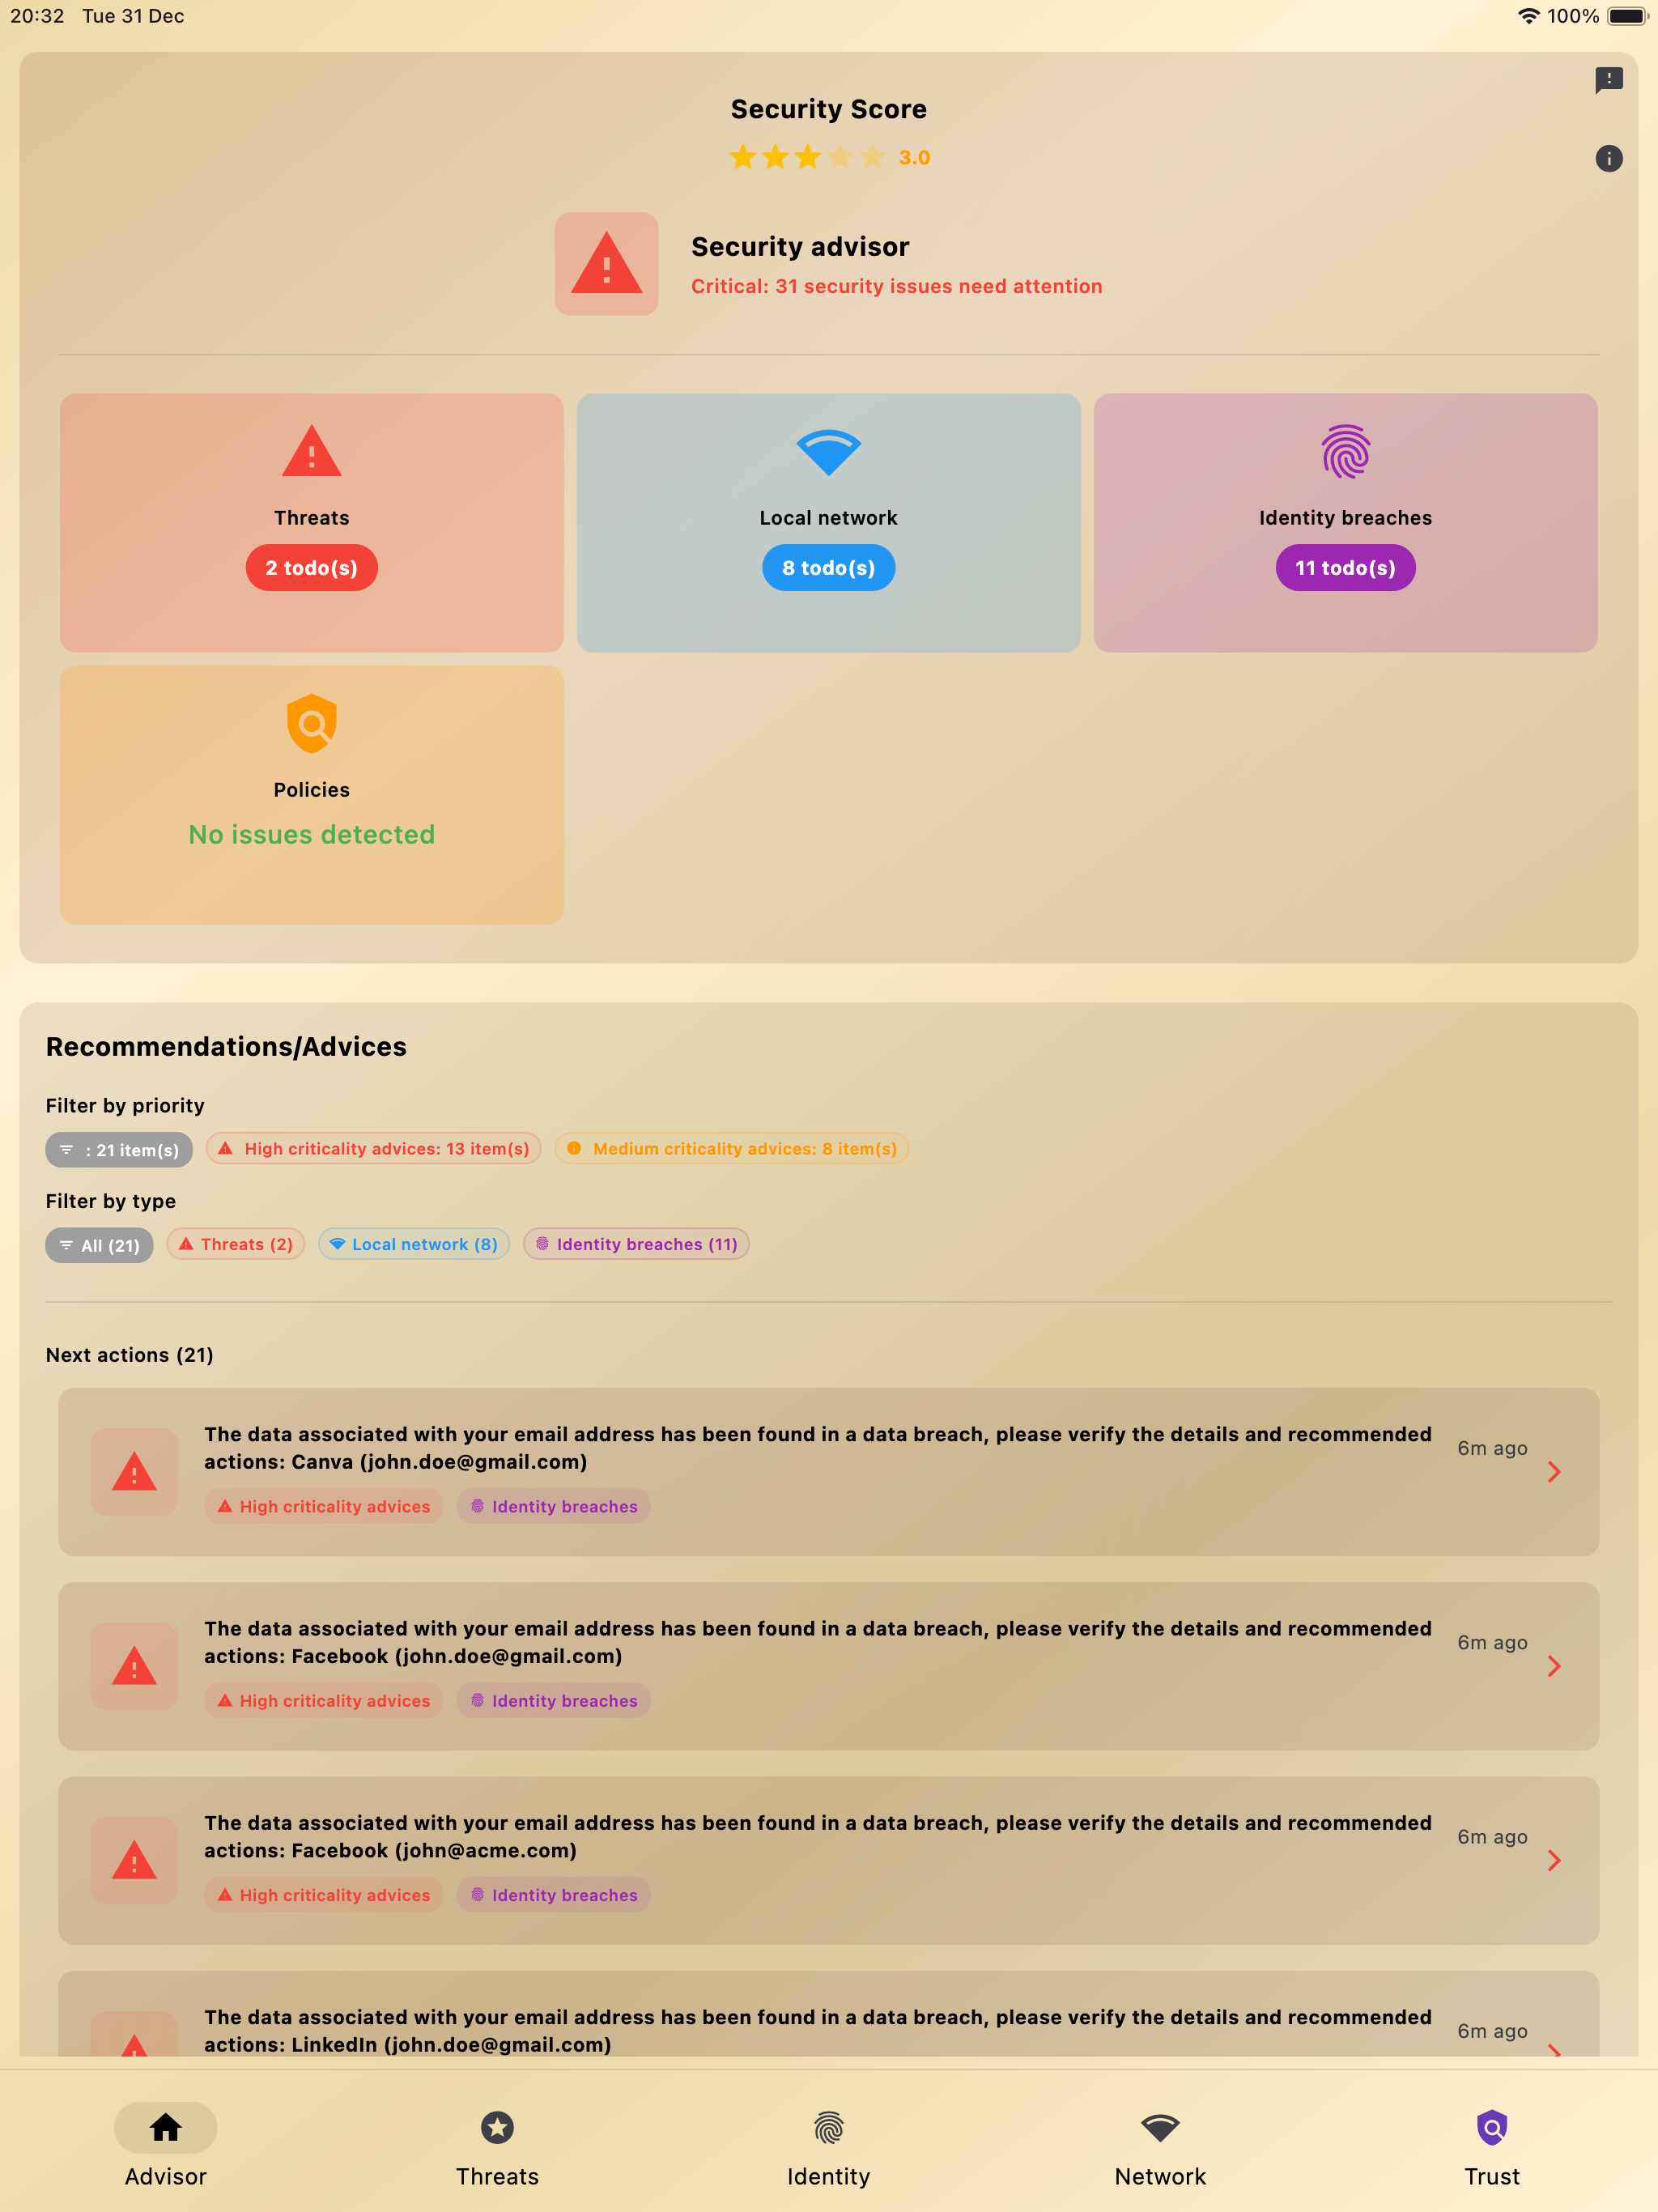 20:32 Tue 31 Dec 100%
Security Score
3.0
Security advisor
Critical: 31 security issues need attention
Threats
2 todo(s)
Local network
8 todo(s)
Identity breaches
11 todo(s)
Policies
No issues detected
Recommendations/Advices
Filter by priority
: 21 item(s) High criticality advices: 13 item(s) Medium criticality advices: 8 item(s)
Filter by type
All (21) Threats (2) Local network (8) Identity breaches (11)
Next actions (21)
The data associated with your email address has been found in a data breach, please verify the details and recommended
actions: Canva (john.doe@gmail.com)
6m ago
High criticality advices Identity breaches
The data associated with your email address has been found in a data breach, please verify the details and recommended
actions: Facebook (john.doe@gmail.com)
6m ago
High criticality advices Identity breaches
The data associated with your email address has been found in a data breach, please verify the details and recommended
actions: Facebook (john@acme.com)
6m ago
High criticality advices Identity breaches
The data associated with your email address has been found in a data breach, please verify the details and recommended
actions: LinkedIn (john.doe@gmail.com)
6m ago
Advisor Threats Identity Network Trust